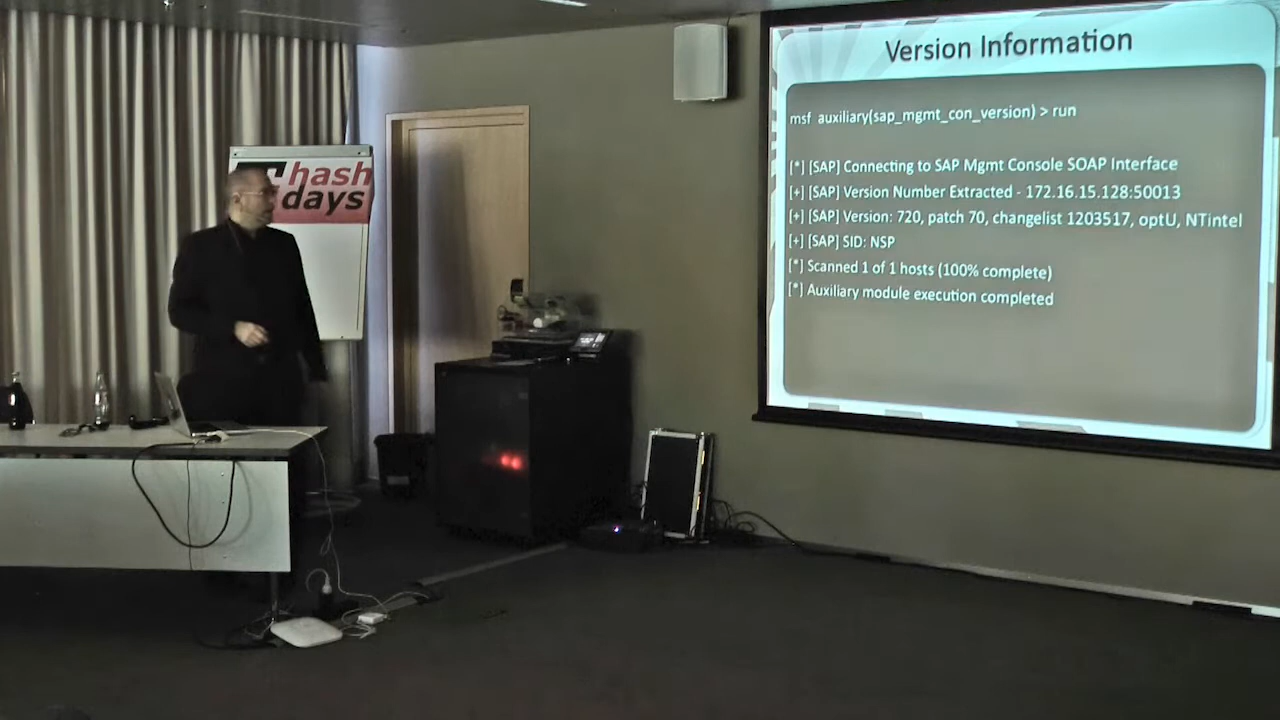 # hash
days
Version Information
msf auxiliary(sap_mgmt_con_version) > run
[*] [SAP] Connecting to SAP Mgmt Console SOAP Interface
[+] [SAP] Version Number Extracted - 172.16.15.128:50013
[+] [SAP] Version: 720, patch 70, changelist 1203517, optU, NTintel
[+] [SAP] SID: NSP
[*] Scanned 1 of 1 hosts (100% complete)
[*] Auxiliary module execution completed